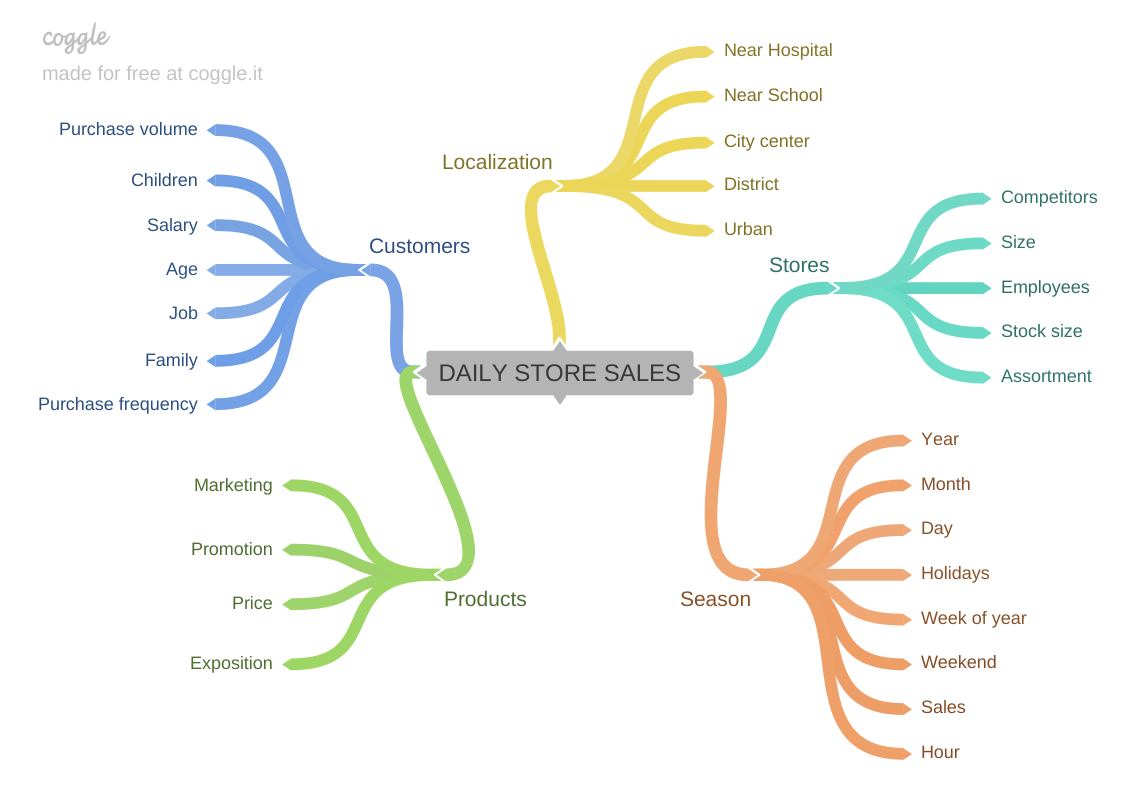 coggle
made for free at coggle.it
DAILY STORE SALES
Customers
Purchase volume
Children
Salary
Age
Job
Family
Purchase frequency
Localization
Near Hospital
Near School
City center
District
Urban
Stores
Competitors
Size
Employees
Stock size
Assortment
Products
Marketing
Promotion
Price
Exposition
Season
Year
Month
Day
Holidays
Week of year
Weekend
Sales
Hour